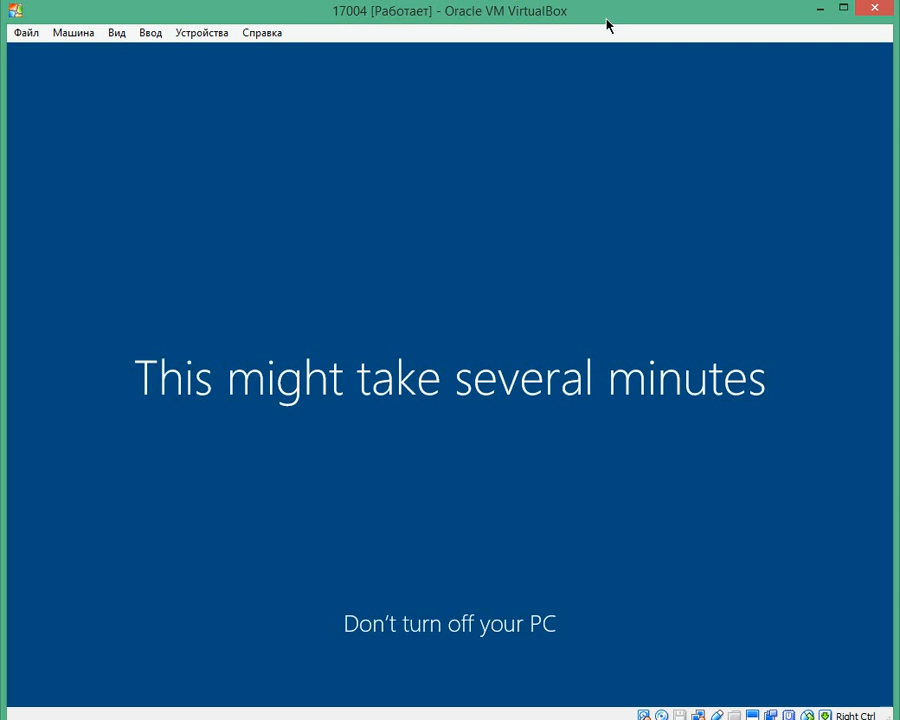 17004 [Работает] - Oracle VM VirtualBox
Файл Машина Вид Ввод Устройства Справка
This might take several minutes
Don’t turn off your PC
Right Ctrl